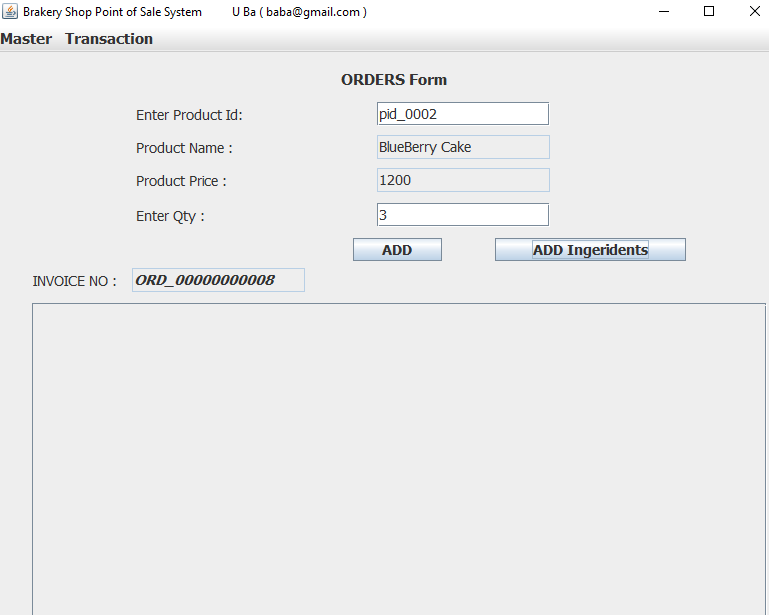 Brakery Shop Point of Sale System U Ba ( baba@gmail.com )
Master Transaction
ORDERS Form
Enter Product Id: pid_0002
Product Name : BlueBerry Cake
Product Price : 1200
Enter Qty : 3
ADD ADD Ingeridents
INVOICE NO : ORD_00000000008